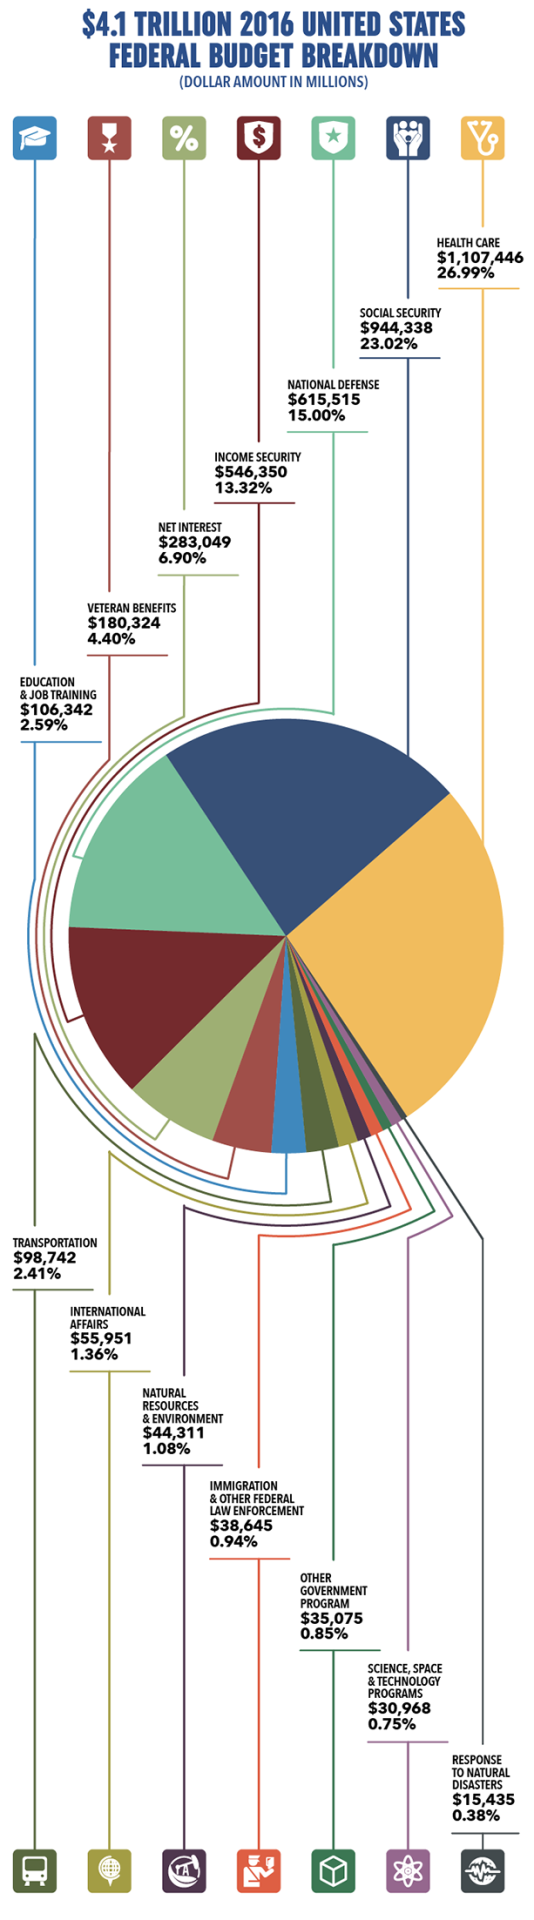 $4.1 TRILLION 2016 UNITED STATES
FEDERAL BUDGET BREAKDOWN
(DOLLAR AMOUNT IN MILLIONS)
%
$
HEALTH CARE
$1,107,446
26.99%
SOCIAL SECURITY
$944,338
23.02%
NATIONAL DEFENSE
$615,515
15.00%
INCOME SECURITY
$546,350
13.32%
NET INTEREST
$283,049
6.90%
VETERAN BENEFITS
$180,324
4.40%
EDUCATION
& JOB TRAINING
$106,342
2.59%
TRANSPORTATION
$98,742
2.41%
INTERNATIONAL
AFFAIRS
$55,951
1.36%
NATURAL
RESOURCES
& ENVIRONMENT
$44,311
1.08%
IMMIGRATION
& OTHER FEDERAL
LAW ENFORCEMENT
$38,645
0.94%
OTHER
GOVERNMENT
PROGRAM
$35,075
0.85%
SCIENCE, SPACE
& TECHNOLOGY
PROGRAMS
$30,968
0.75%
RESPONSE
TO NATURAL
DISASTERS
$15,435
0.38%